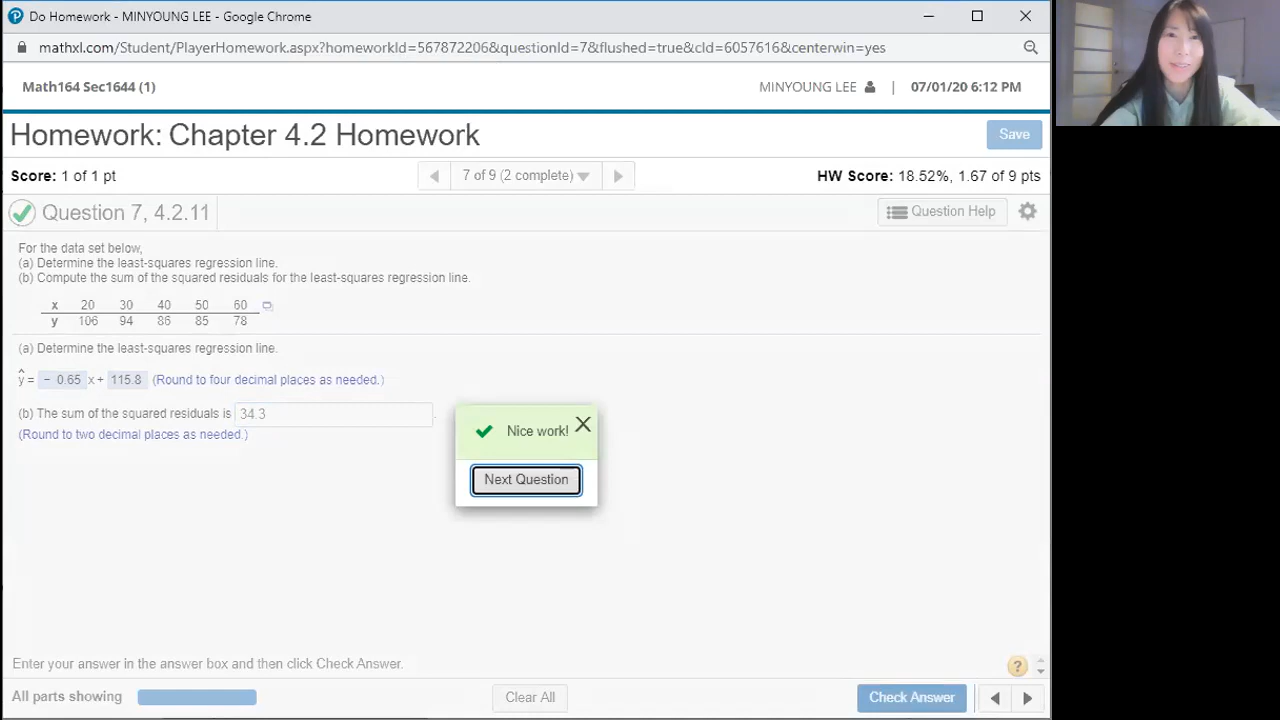 Do Homework - MINYOUNG LEE - Google Chrome
mathxl.com/Student/PlayerHomework.aspx?homeworkId=567872206&questionId=7&flushed=true&cId=6057616&centerwin=yes
Math164 Sec1644 (1)
MINYOUNG LEE | 07/01/20 6:12 PM
Homework: Chapter 4.2 Homework
Save
Score: 1 of 1 pt
7 of 9 (2 complete)
HW Score: 18.52%, 1.67 of 9 pts
Question 7, 4.2.11
Question Help
For the data set below,
(a) Determine the least-squares regression line.
(b) Compute the sum of the squared residuals for the least-squares regression line.
x 20 30 40 50 60
y 106 94 86 85 78
(a) Determine the least-squares regression line.
ŷ = − 0.65 x + 115.8 (Round to four decimal places as needed.)
(b) The sum of the squared residuals is 34.3 .
(Round to two decimal places as needed.)
Nice work!
Next Question
Enter your answer in the answer box and then click Check Answer.
?
All parts showing
Clear All
Check Answer